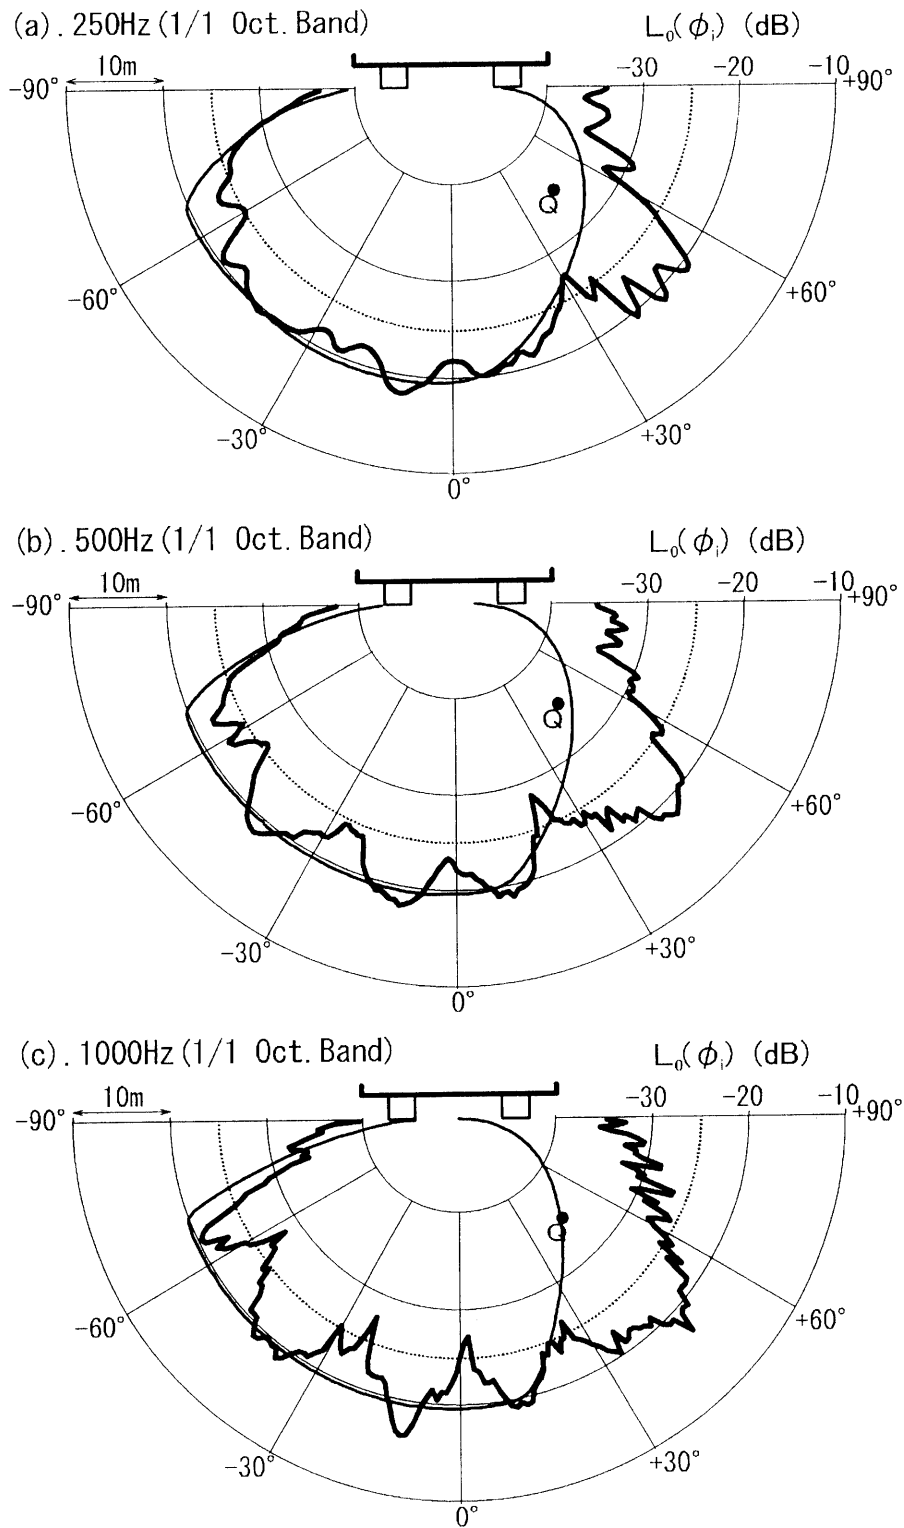 (a). 250Hz (1/1 Oct. Band) L₀(ϕᵢ) (dB)
10m -30 -20 -10
-90° +90°
Q
-60° +60°
-30° +30°
0°
(b). 500Hz (1/1 Oct. Band) L₀(ϕᵢ) (dB)
10m -30 -20 -10
-90° +90°
Q
-60° +60°
-30° +30°
0°
(c). 1000Hz (1/1 Oct. Band) L₀(ϕᵢ) (dB)
10m -30 -20 -10
-90° +90°
Q
-60° +60°
-30° +30°
0°